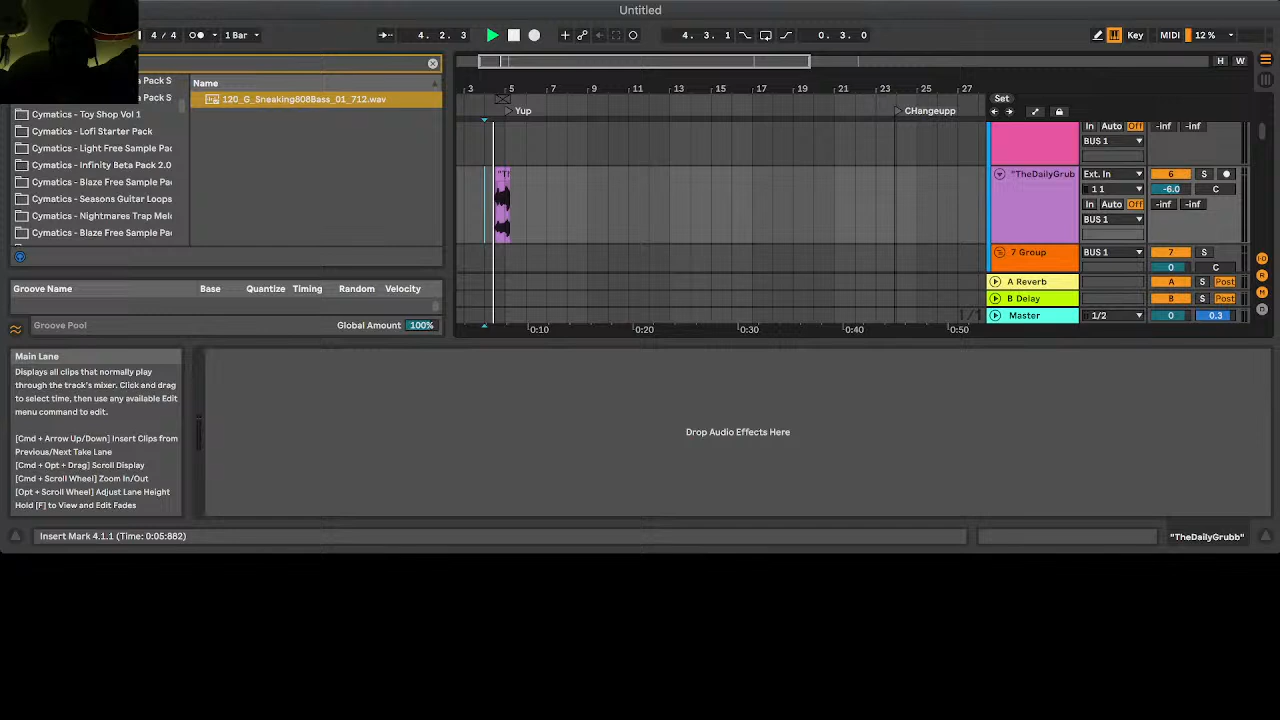 Untitled
4 / 4
1 Bar
4. 2. 3
4. 3. 1
0. 3. 0
Key
MIDI
12 %
H
W
Name
120_G_Sneaking808Bass_01_712.wav
a Pack S
a Pack S
Cymatics - Toy Shop Vol 1
Cymatics - Lofi Starter Pack
Cymatics - Light Free Sample Pa
Cymatics - Infinity Beta Pack 2.0
Cymatics - Blaze Free Sample Pac
Cymatics - Seasons Guitar Loops
Cymatics - Nightmares Trap Melo
Cymatics - Blaze Free Sample Pac
Groove Name
Base
Quantize
Timing
Random
Velocity
Groove Pool
Global Amount
100%
3 5 7 9 11 13 15 17 19 21 23 25 27
Yup
CHangeupp
Set
In Auto Off -inf -inf
BUS 1
"TheDailyGrub Ext. In 6 S
1 1 -6.0 C
In Auto Off -inf -inf
BUS 1
7 Group BUS 1 7 S
0 C
A Reverb A S Post
B Delay B S Post
Master 1/2 0 0.3
1/1
0:10 0:20 0:30 0:40 0:50
Main Lane
Displays all clips that normally play
through the track's mixer. Click and drag
to select time, then use any available Edit
menu command to edit.
[Cmd + Arrow Up/Down] Insert Clips from
Previous/Next Take Lane
[Cmd + Opt + Drag] Scroll Display
[Cmd + Scroll Wheel] Zoom In/Out
[Opt + Scroll Wheel] Adjust Lane Height
Hold [F] to View and Edit Fades
Drop Audio Effects Here
Insert Mark 4.1.1 (Time: 0:05:882)
"TheDailyGrubb"